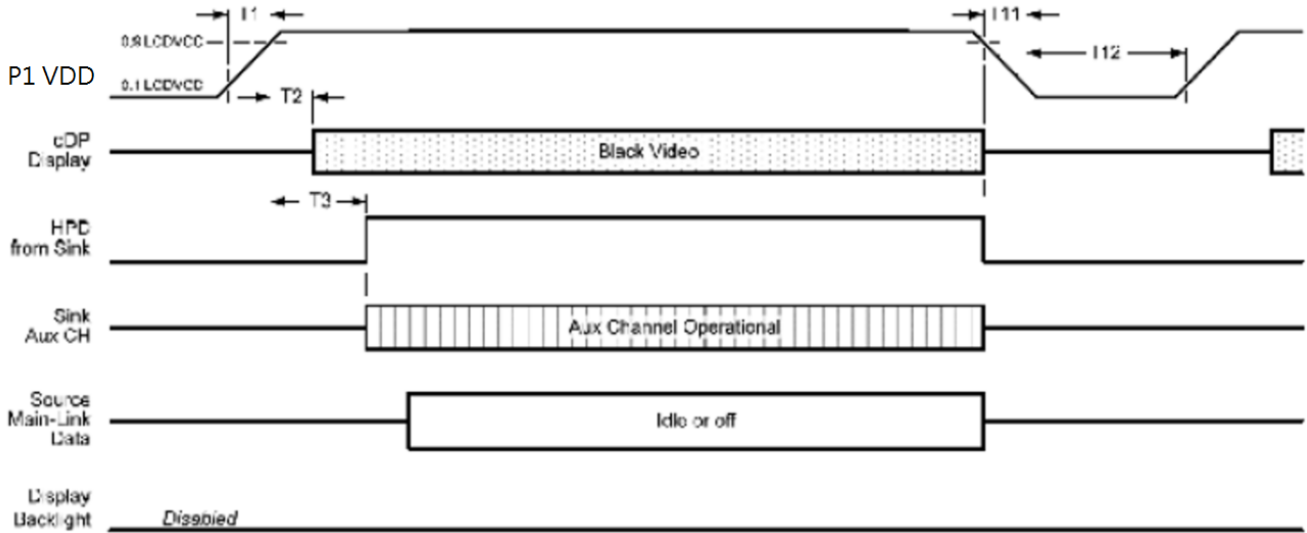 T1
T11
0.9 LCDVCC
T12
P1 VDD
0.1 LCDVCC
T2
eDP
Display
Black Video
T3
HPD
from Sink
Sink
Aux CH
Aux Channel Operational
Source
Main-Link
Data
Idle or off
Display
Backlight
Disabled